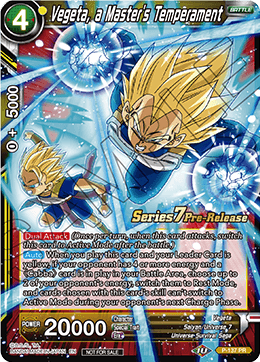 4
Vegeta, a Master's Temperament
BATTLE
0 + 5000
Series 7 Pre-Release
Dual Attack (Once per turn, when this card attacks, switch
this card to Active Mode after the battle.)
Auto When you play this card and your Leader Card is
yellow, if your opponent has 4 or more energy and a
card is in play in your Battle Area, choose up to
2 of your opponent's energy, switch them to Rest Mode,
and cards chosen with this card's skill can't switch to
Active Mode during your opponent's next Charge Phase.
POWER
20000
Character
Vegeta
Special Trait
Saiyan, Universe 7
Universe Survival Saga
NOT FOR SALE
P-137 PR